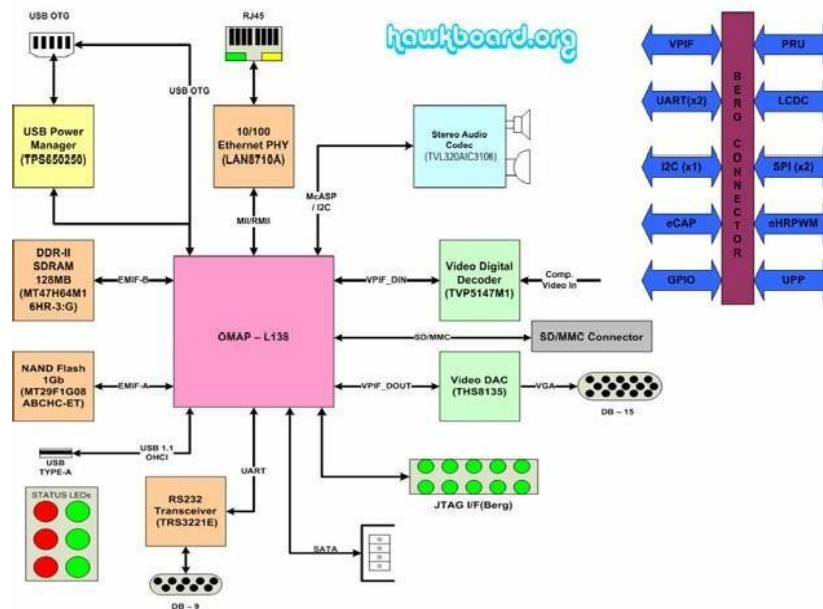 USB OTG
RJ45
hawkboard.org
USB OTG
USB Power
Manager
(TPS650250)
10/100
Ethernet PHY
(LAN8710A)
Stereo Audio
Codec
(TVL320AIC3106)
McASP
/ I2C
MII/RMII
DDR-II
SDRAM
128MB
(MT47H64M1
6HR-3:G)
EMIF-B
OMAP – L138
VPIF_DIN
Video Digital
Decoder
(TVP5147M1)
Comp.
Video In
SD/MMC
SD/MMC Connector
NAND Flash
1Gb
(MT29F1G08
ABCHC-ET)
EMIF-A
VPIF_DOUT
Video DAC
(THS8135)
VGA
DB – 15
USB
TYPE-A
USB 1.1
OHCI
UART
JTAG I/F(Berg)
STATUS LEDs
RS232
Transceiver
(TRS3221E)
SATA
DB – 9
BERG CONNECTOR
VPIF
PRU
UART(x2)
LCDC
I2C (x1)
SPI (x2)
eCAP
eHRPWM
GPIO
UPP